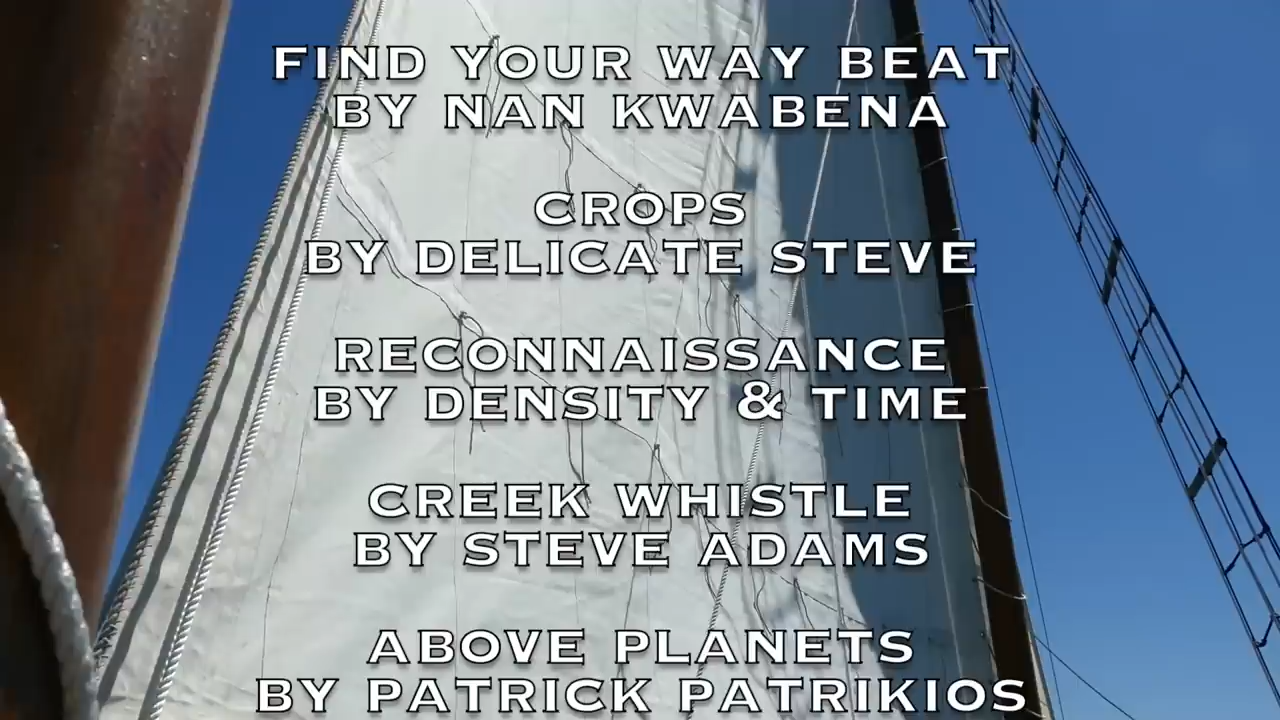 FIND YOUR WAY BEAT
BY NAN KWABENA
CROPS
BY DELICATE STEVE
RECONNAISSANCE
BY DENSITY & TIME
CREEK WHISTLE
BY STEVE ADAMS
ABOVE PLANETS
BY PATRICK PATRIKIOS